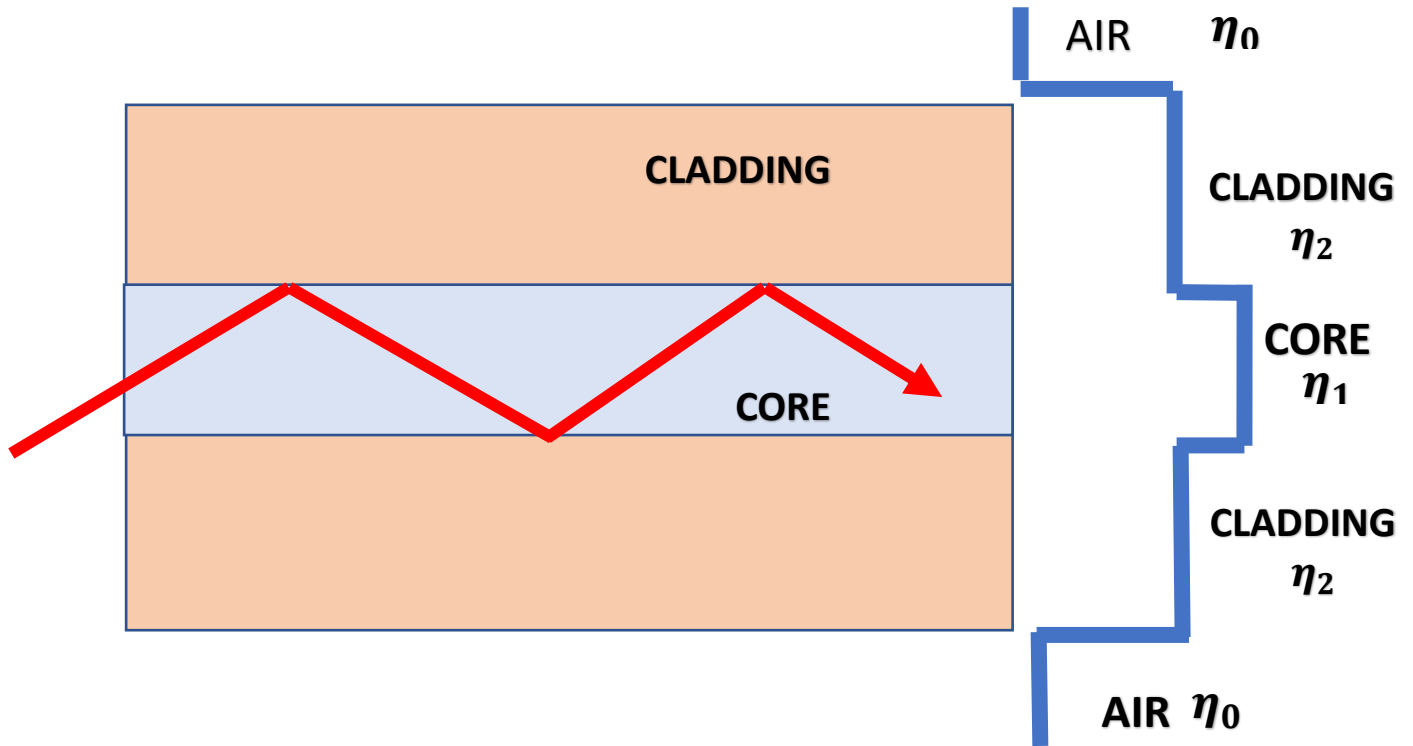 AIR η₀
CLADDING
CLADDING
η₂
CORE
η₁
CORE
CLADDING
η₂
AIR η₀